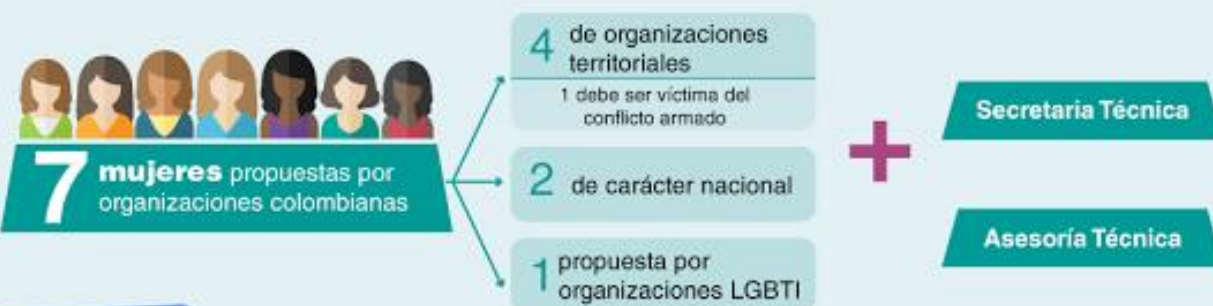 7 mujeres propuestas por
organizaciones colombianas
4 de organizaciones
territoriales
1 debe ser víctima del
conflicto armado
2 de carácter nacional
1 propuesta por
organizaciones LGBTI
+
Secretaria Técnica
Asesoría Técnica